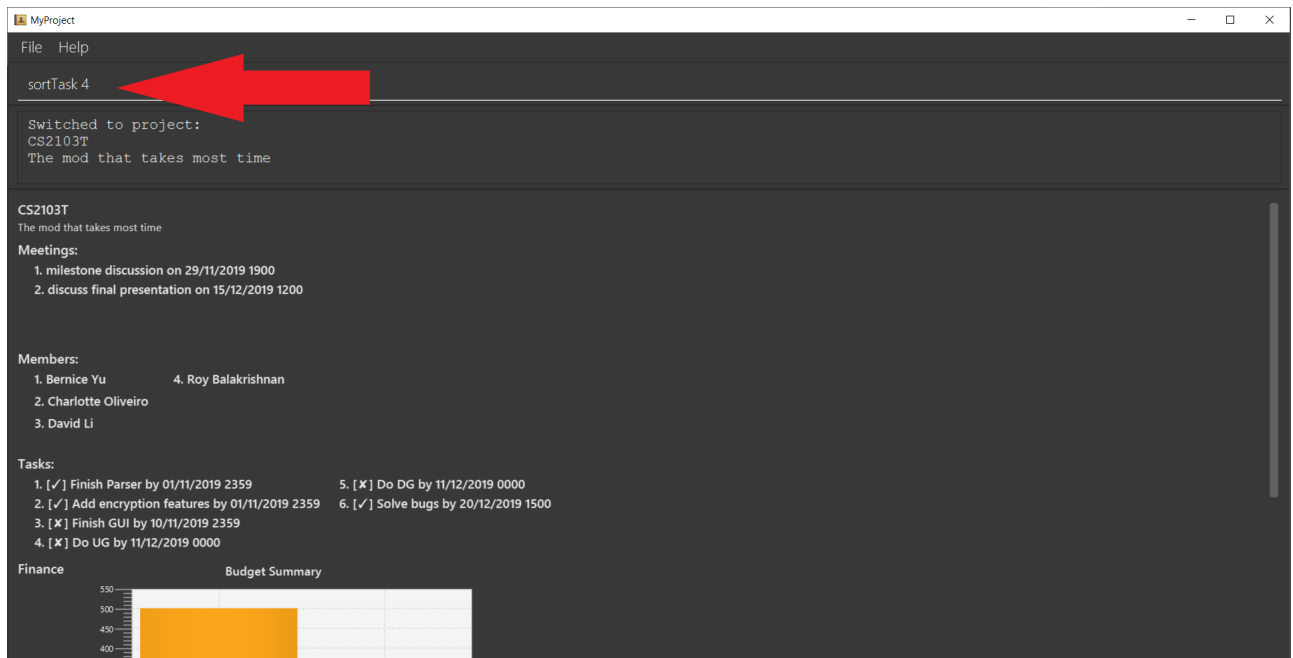 MyProject
File Help
sortTask 4
Switched to project:
CS2103T
The mod that takes most time
CS2103T
The mod that takes most time
Meetings:
1. milestone discussion on 29/11/2019 1900
2. discuss final presentation on 15/12/2019 1200
Members:
1. Bernice Yu 4. Roy Balakrishnan
2. Charlotte Oliveiro
3. David Li
Tasks:
1. [✓] Finish Parser by 01/11/2019 2359 5. [✘] Do DG by 11/12/2019 0000
2. [✓] Add encryption features by 01/11/2019 2359 6. [✓] Solve bugs by 20/12/2019 1500
3. [✘] Finish GUI by 10/11/2019 2359
4. [✘] Do UG by 11/12/2019 0000
Finance Budget Summary
550
500
450
400